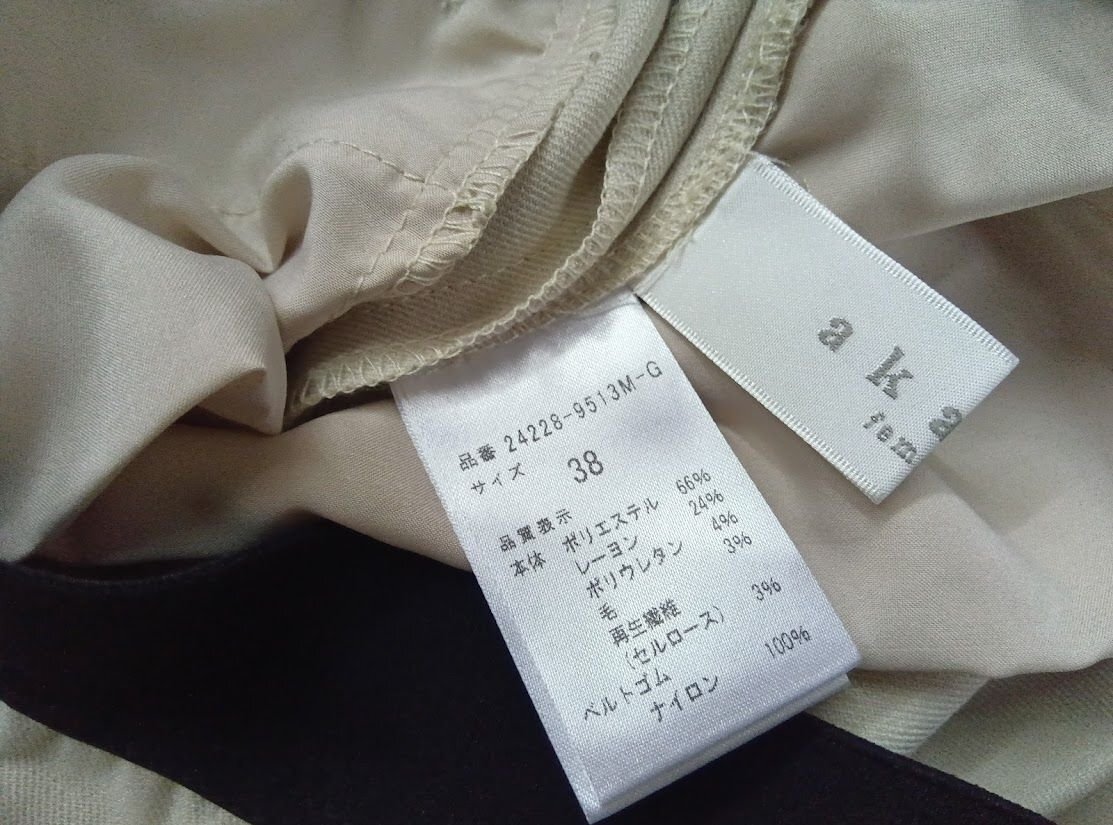 品番 24228-9513M-G
サイズ 38
品質表示
本体 ポリエステル 66%
レーヨン 24%
ポリウレタン 4%
毛 3%
再生繊維
(セルロース) 3%
ベルトゴム
ナイロン 100%
aka
fem